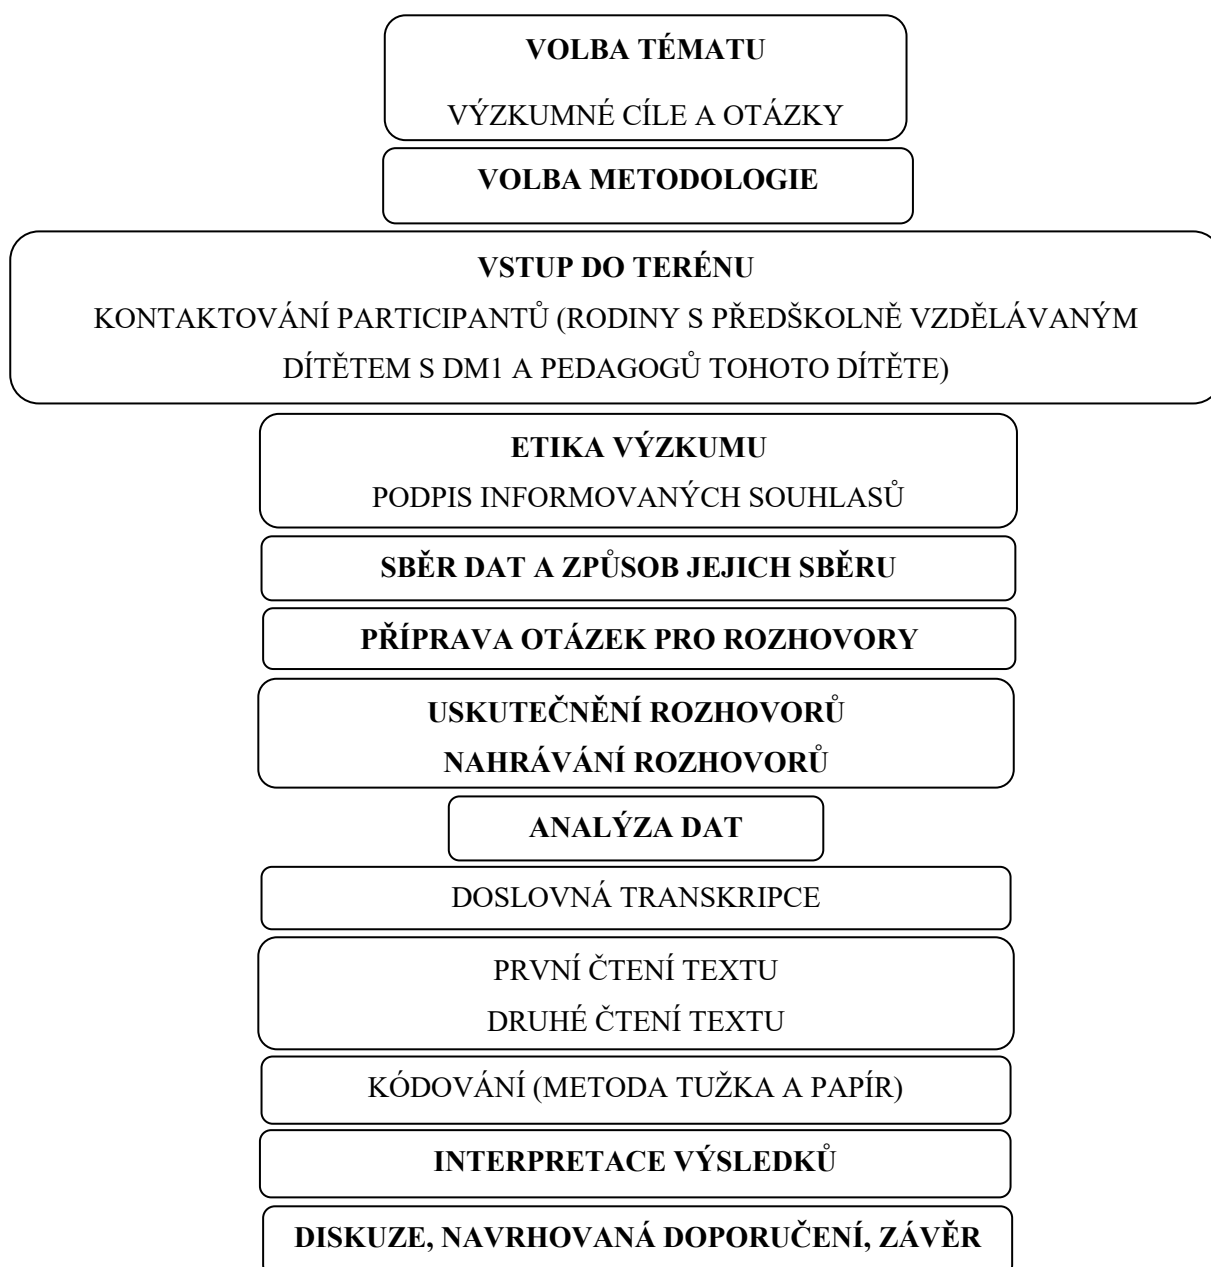 VOLBA TÉMATU
VÝZKUMNÉ CÍLE A OTÁZKY
VOLBA METODOLOGIE
VSTUP DO TERÉNU
KONTAKTOVÁNÍ PARTICIPANTŮ (RODINY S PŘEDŠKOLNĚ VZDĚLÁVANÝM
DÍTĚTEM S DM1 A PEDAGOGŮ TOHOTO DÍTĚTE)
ETIKA VÝZKUMU
PODPIS INFORMOVANÝCH SOUHLASŮ
SBĚR DAT A ZPŮSOB JEJICH SBĚRU
PŘÍPRAVA OTÁZEK PRO ROZHOVORY
USKUTEČNĚNÍ ROZHOVORŮ
NAHRÁVÁNÍ ROZHOVORŮ
ANALÝZA DAT
DOSLOVNÁ TRANSKRIPCE
PRVNÍ ČTENÍ TEXTU
DRUHÉ ČTENÍ TEXTU
KÓDOVÁNÍ (METODA TUŽKA A PAPÍR)
INTERPRETACE VÝSLEDKŮ
DISKUZE, NAVRHOVANÁ DOPORUČENÍ, ZÁVĚR